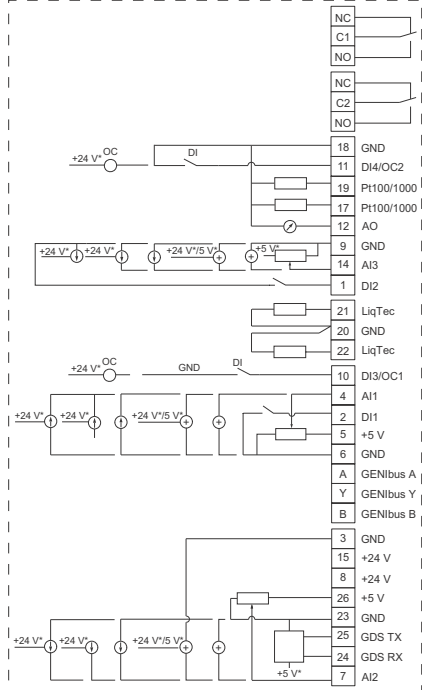 NC
C1
NO
NC
C2
NO
18 GND
+24 V* OC DI 11 DI4/OC2
19 Pt100/1000
17 Pt100/1000
12 AO
+24 V* +24 V* +24 V*/5 V* +5 V* 9 GND
14 AI3
1 DI2
21 LiqTec
20 GND
22 LiqTec
+24 V* OC GND DI 10 DI3/OC1
4 AI1
+24 V* +24 V* +24 V*/5 V* 2 DI1
5 +5 V
6 GND
A GENIbus A
Y GENIbus Y
B GENIbus B
3 GND
15 +24 V
8 +24 V
26 +5 V
23 GND
25 GDS TX
+24 V* +24 V* +24 V*/5 V* 24 GDS RX
+5 V* 7 AI2